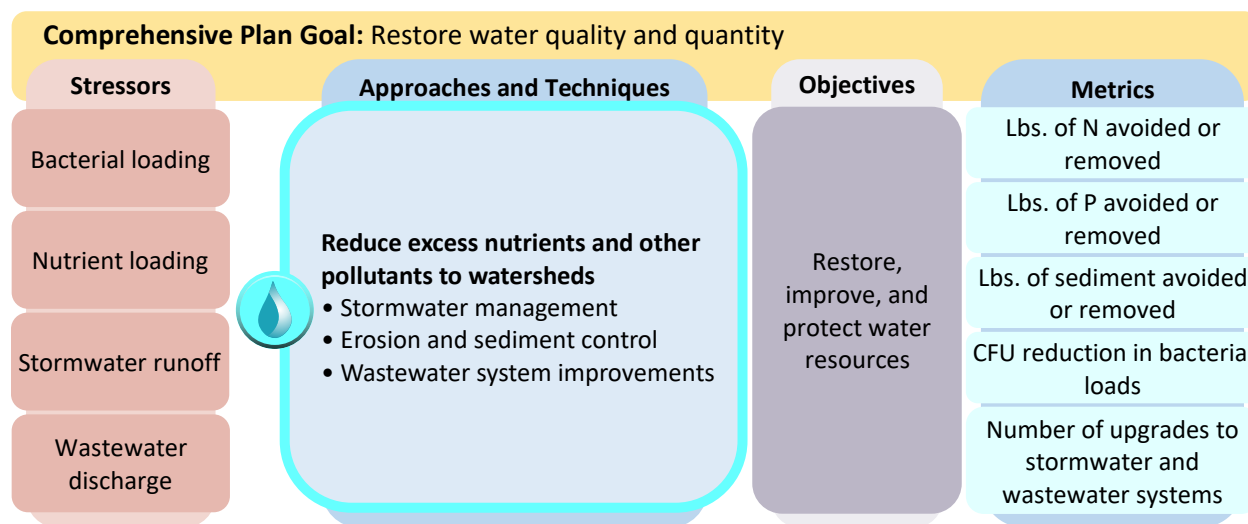 Comprehensive Plan Goal: Restore water quality and quantity
Stressors
Bacterial loading
Nutrient loading
Stormwater runoff
Wastewater
discharge
Approaches and Techniques
Reduce excess nutrients and other
pollutants to watersheds
• Stormwater management
• Erosion and sediment control
• Wastewater system improvements
Objectives
Restore,
improve, and
protect water
resources
Metrics
Lbs. of N avoided or
removed
Lbs. of P avoided or
removed
Lbs. of sediment avoided
or removed
CFU reduction in bacteria
loads
Number of upgrades to
stormwater and
wastewater systems